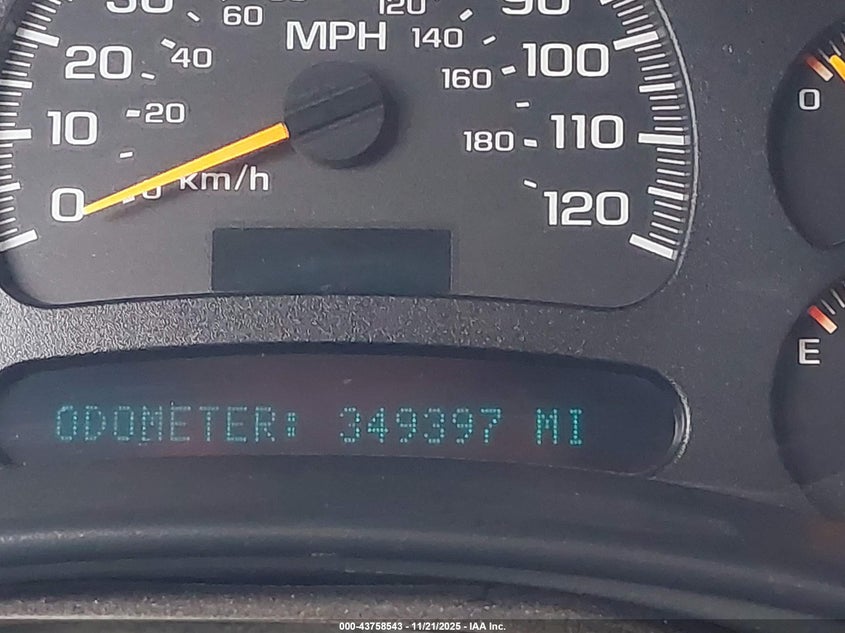 30 60 120 90
MPH 140
20 40 160 100
10 20 180 110
0 km/h 120
0
E
ODOMETER: 349397 MI
000-43758543 - 11/21/2025 - IAA Inc.